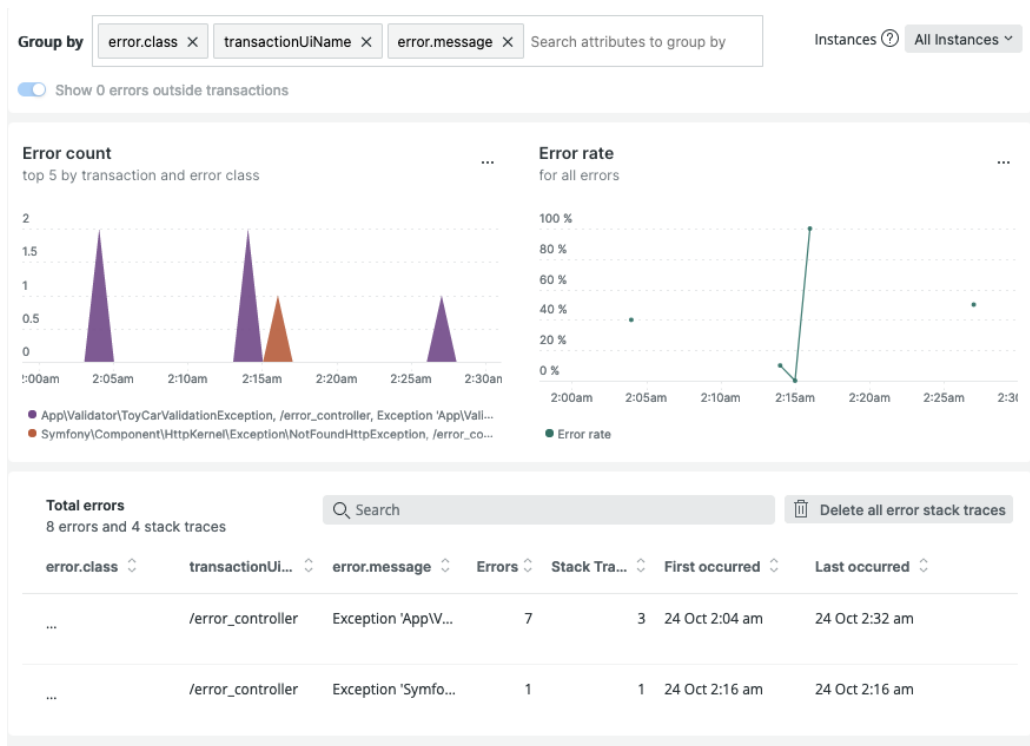 Group by error.class × transactionUiName × error.message × Search attributes to group by Instances ? All Instances
Show 0 errors outside transactions
Error count
top 5 by transaction and error class
...
2
1.5
1
0.5
0
2:05am 2:10am 2:15am 2:20am 2:25am
App\Validator\ToyCarValidationException, /error_controller, Exception 'App\Vali...
Symfony\Component\HttpKernel\Exception\NotFoundHttpException, /error_co...
Error rate
for all errors
...
100 %
80 %
60 %
40 %
20 %
0 %
2:00am 2:05am 2:10am 2:15am 2:20am 2:25am
Error rate
Total errors
8 errors and 4 stack traces
Search
Delete all error stack traces
error.class transactionUi... error.message Errors Stack Tra... First occurred Last occurred
... /error_controller Exception 'App\V... 7 3 24 Oct 2:04 am 24 Oct 2:32 am
... /error_controller Exception 'Symfo... 1 1 24 Oct 2:16 am 24 Oct 2:16 am